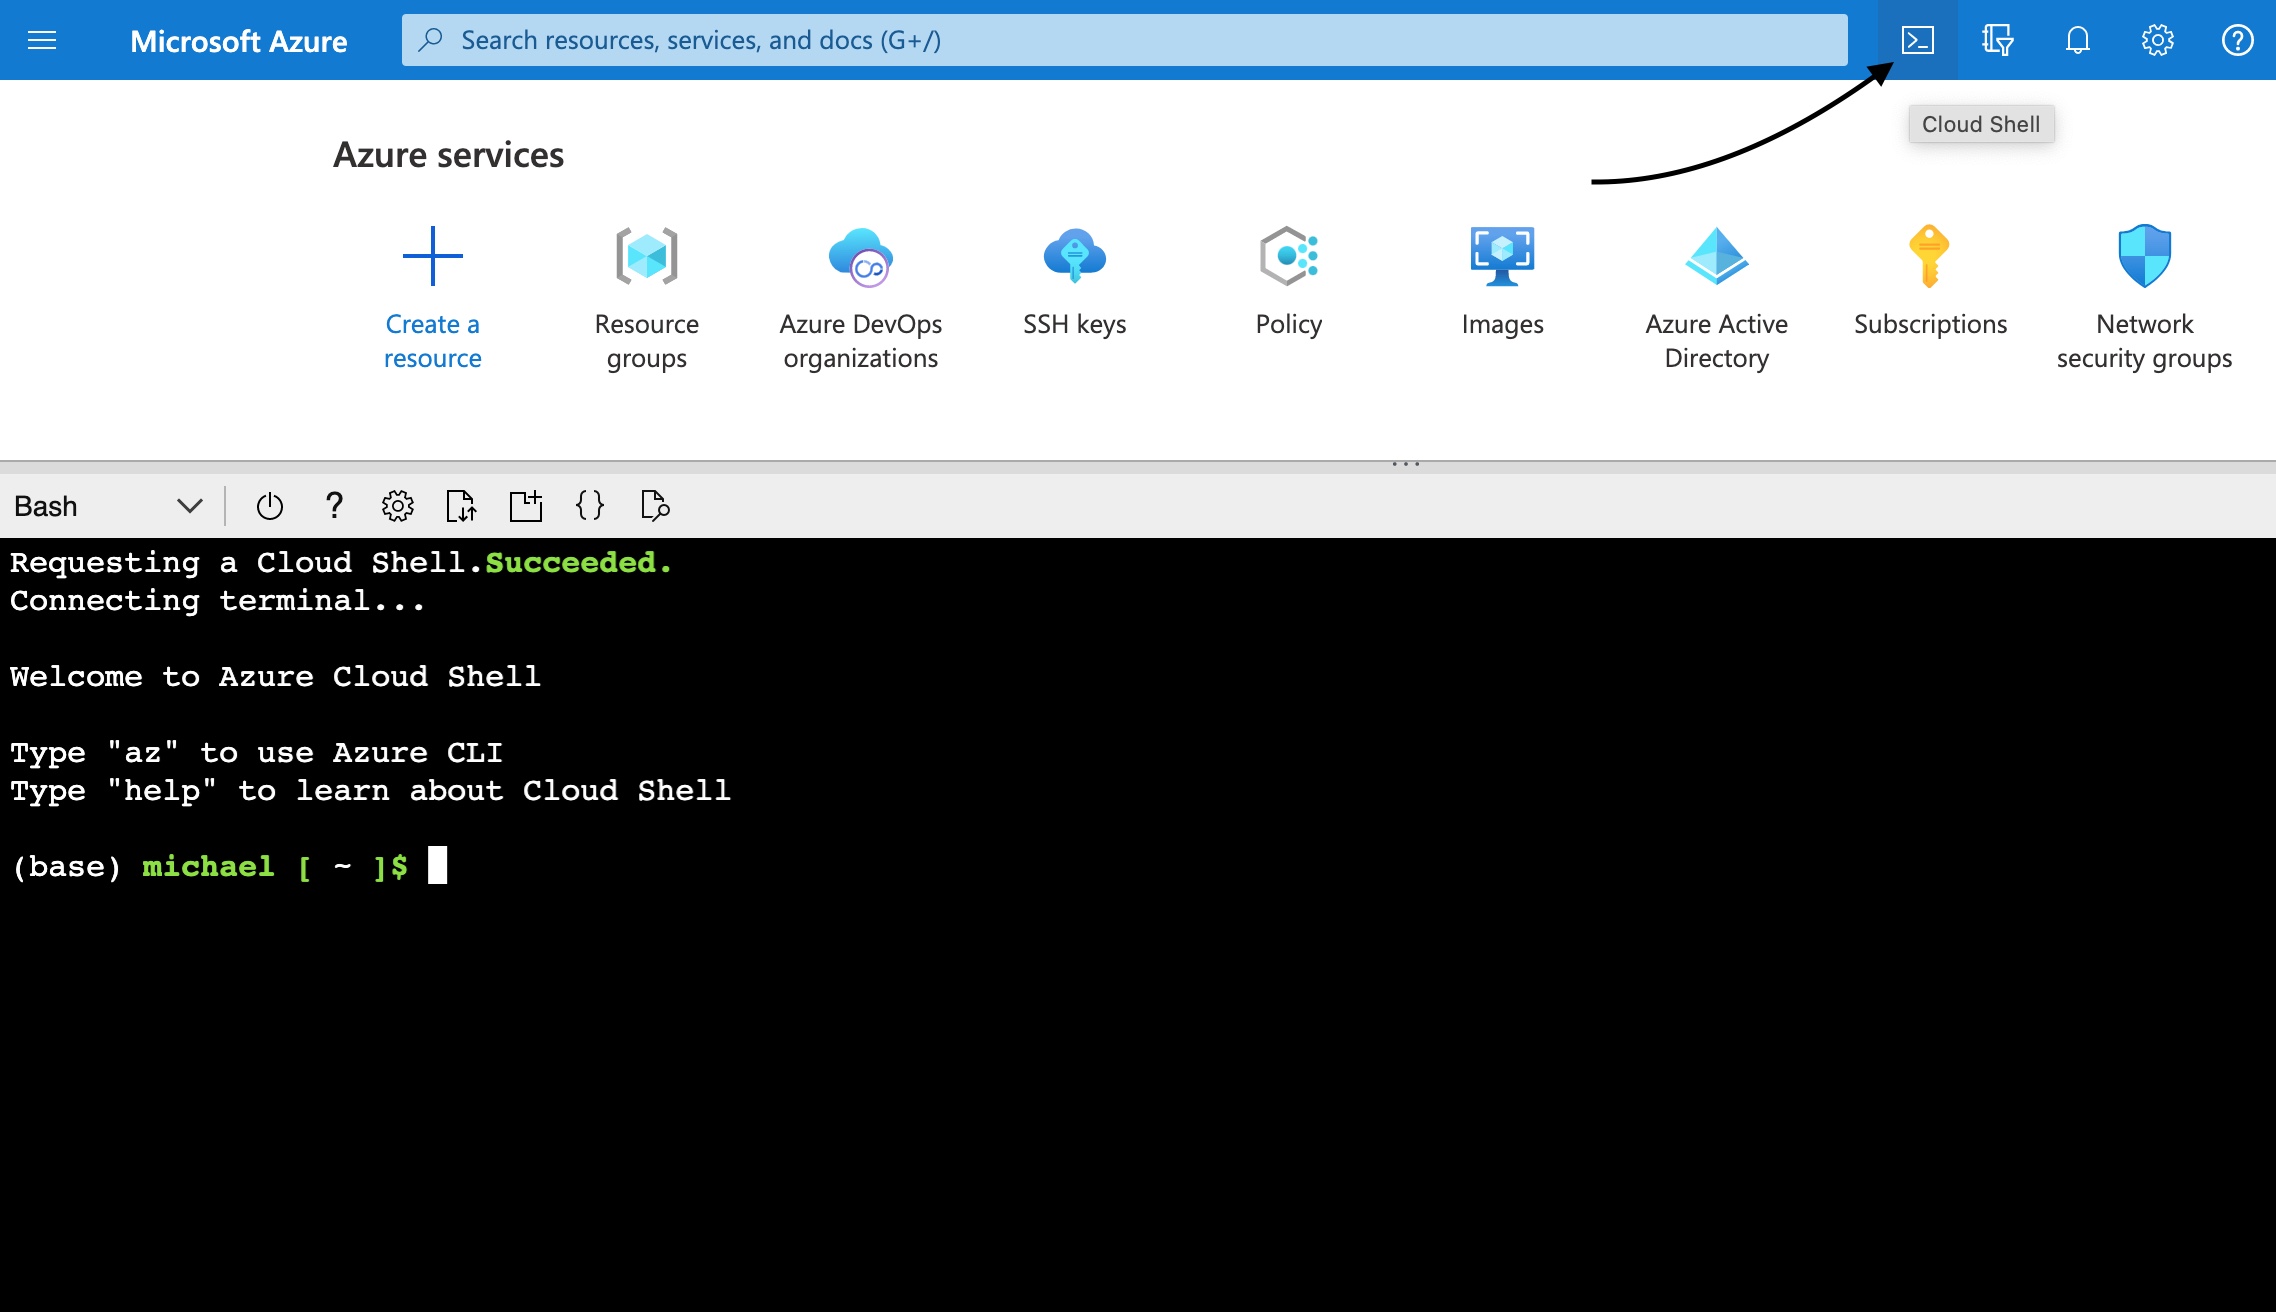 Microsoft Azure
Search resources, services, and docs (G+/)
Cloud Shell
Azure services
Create a
resource
Resource
groups
Azure DevOps
organizations
SSH keys
Policy
Images
Azure Active
Directory
Subscriptions
Network
security groups
Bash
Requesting a Cloud Shell.Succeeded.
Connecting terminal...
Welcome to Azure Cloud Shell
Type "az" to use Azure CLI
Type "help" to learn about Cloud Shell
(base) michael [ ~ ]$